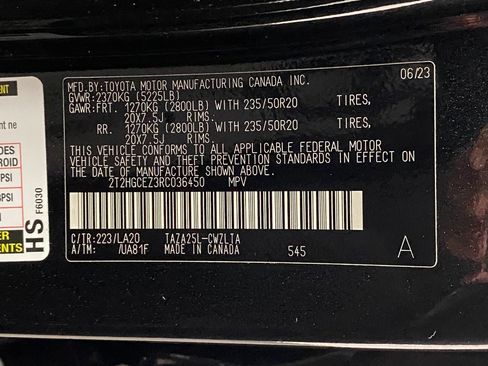 MFD.BY:TOYOTA MOTOR MANUFACTURING CANADA INC.
06/23
GVWR:2370KG (5225LB)
GAWR:FRT. 1270KG (2800LB) WITH 235/50R20 TIRES,
20X7.5J RIMS.
RR. 1270KG (2800LB) WITH 235/50R20 TIRES,
20X7.5J RIMS.
THIS VEHICLE CONFORMS TO ALL APPLICABLE FEDERAL MOTOR
VEHICLE SAFETY AND THEFT PREVENTION STANDARDS IN EFFECT
ON THE DATE OF MANUFACTURE SHOWN ABOVE.
2T2HGCEZ3RC036450 MPV
C/TR:223/LA20 TAZA25L-CWZLTA
A/TM: /UA81F MADE IN CANADA 545
A
HS F6030